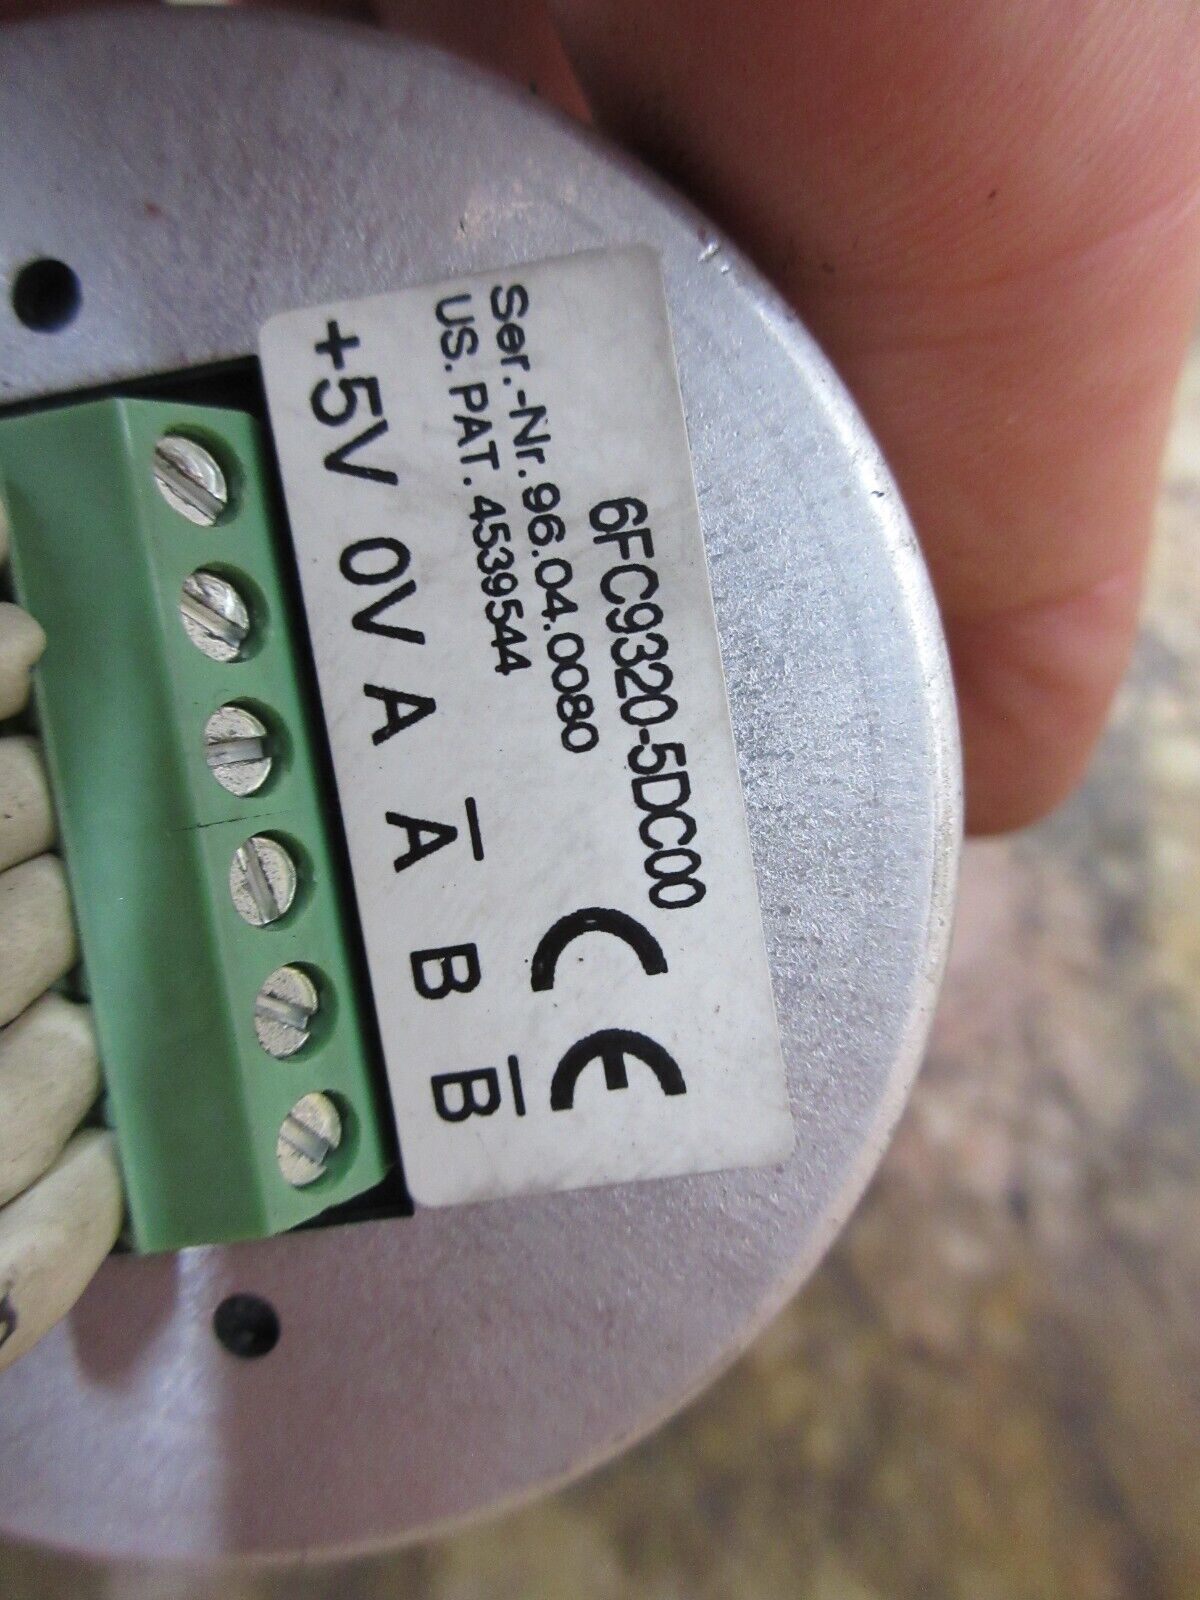 6FC9320-5DC00
Ser.-Nr. 96.04.0080 CE
US. PAT. 4539544
+5V 0V A A̅ B B̅